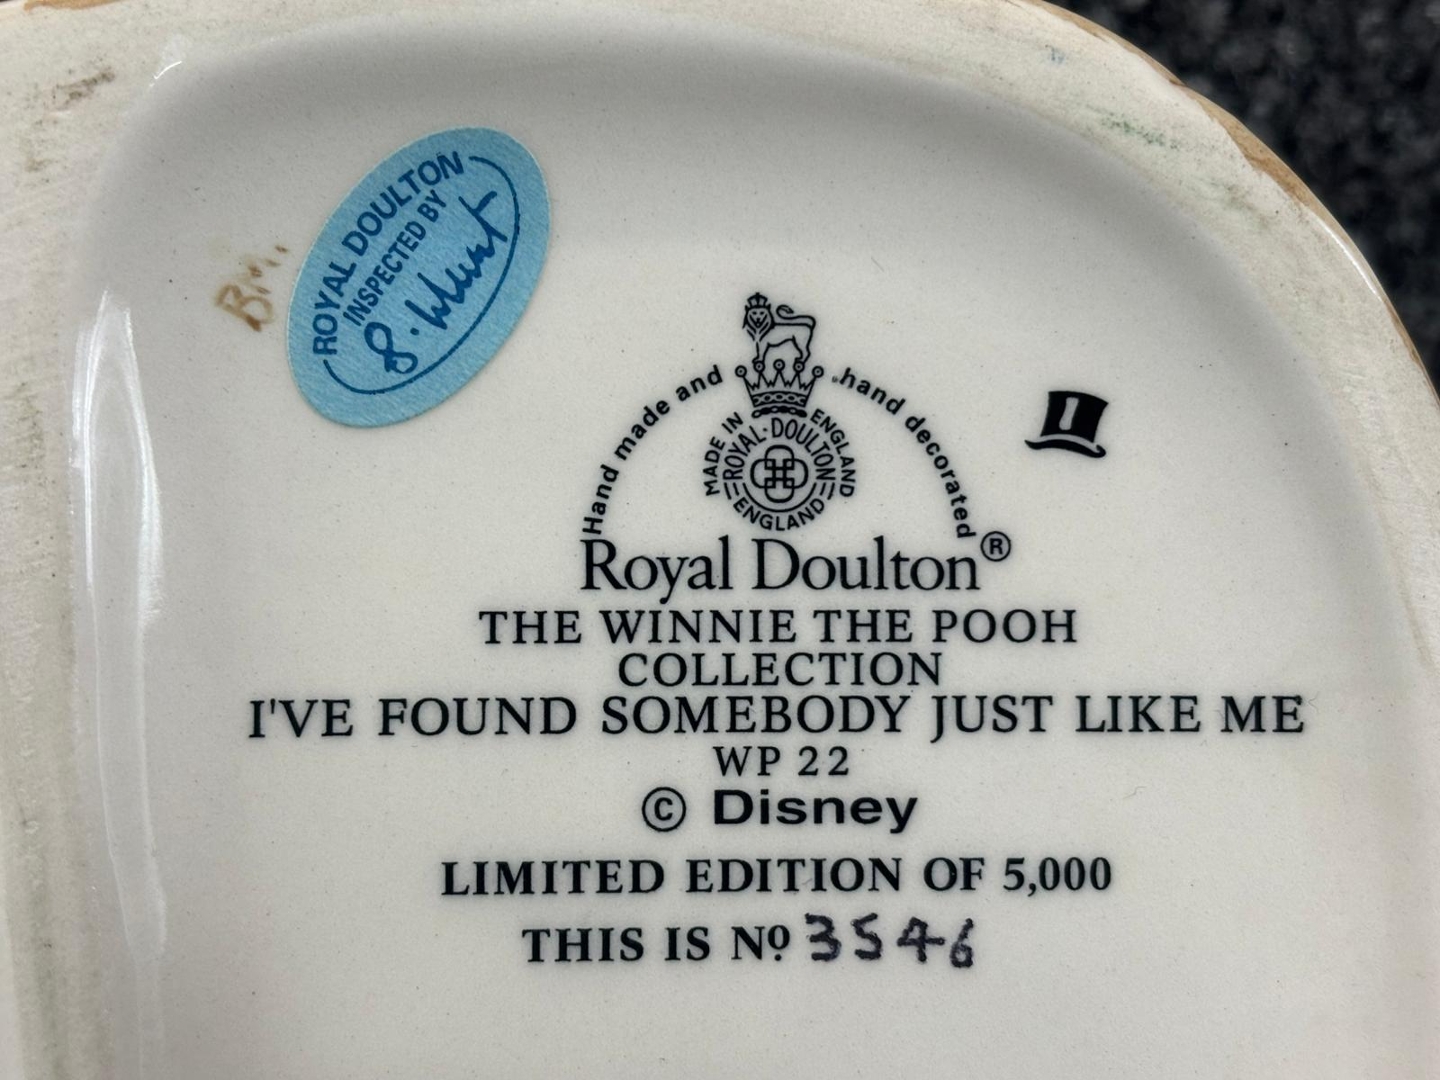 ROYAL DOULTON
INSPECTED BY
BM.
Hand made and hand decorated
MADE IN ENGLAND
ROYAL·DOULTON
ENGLAND
1
Royal Doulton®
THE WINNIE THE POOH
COLLECTION
I'VE FOUND SOMEBODY JUST LIKE ME
WP 22
© Disney
LIMITED EDITION OF 5,000
THIS IS Nº 3546